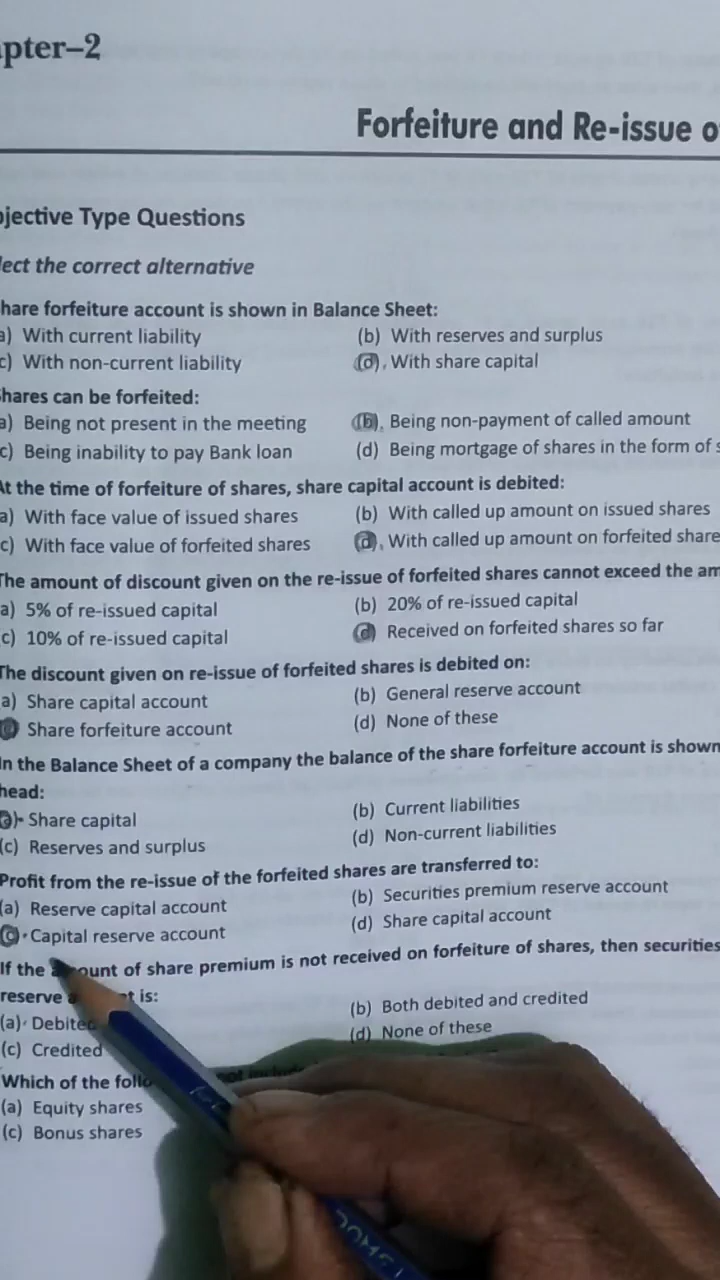 pter–2
Forfeiture and Re-issue o
jective Type Questions
lect the correct alternative
hare forfeiture account is shown in Balance Sheet:
a) With current liability (b) With reserves and surplus
c) With non-current liability (d) With share capital
hares can be forfeited:
a) Being not present in the meeting (b) Being non-payment of called amount
c) Being inability to pay Bank loan (d) Being mortgage of shares in the form of s
At the time of forfeiture of shares, share capital account is debited:
a) With face value of issued shares (b) With called up amount on issued shares
c) With face value of forfeited shares (d) With called up amount on forfeited share
The amount of discount given on the re-issue of forfeited shares cannot exceed the am
a) 5% of re-issued capital (b) 20% of re-issued capital
c) 10% of re-issued capital (d) Received on forfeited shares so far
The discount given on re-issue of forfeited shares is debited on:
a) Share capital account (b) General reserve account
Share forfeiture account (d) None of these
In the Balance Sheet of a company the balance of the share forfeiture account is shown
head:
a) Share capital (b) Current liabilities
(c) Reserves and surplus (d) Non-current liabilities
Profit from the re-issue of the forfeited shares are transferred to:
(a) Reserve capital account (b) Securities premium reserve account
(c) Capital reserve account (d) Share capital account
If the amount of share premium is not received on forfeiture of shares, then securities
reserve is:
(a) Debited (b) Both debited and credited
(c) Credited (d) None of these
Which of the follo
(a) Equity shares
(c) Bonus shares
DOMS